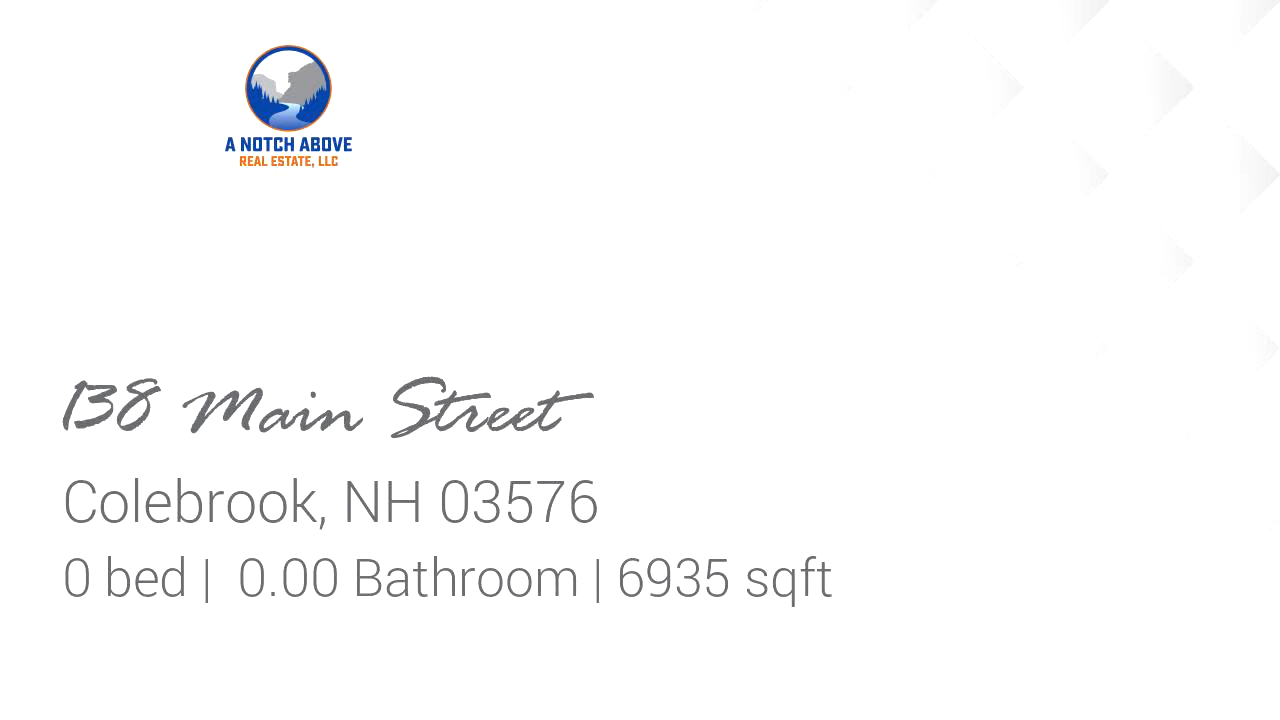 A NOTCH ABOVE
REAL ESTATE, LLC
138 Main Street
Colebrook, NH 03576
0 bed |  0.00 Bathroom | 6935 sqft